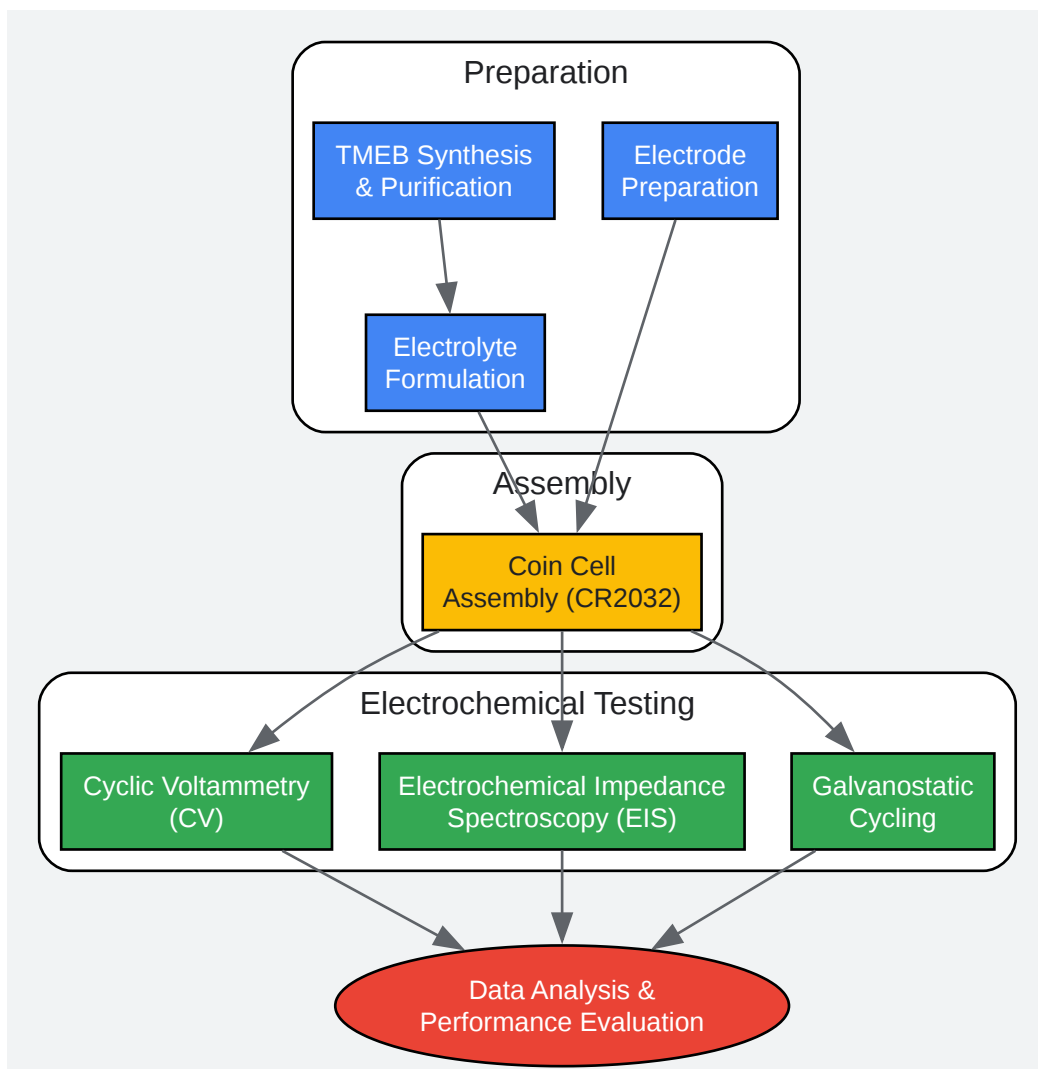 Preparation
TMEB Synthesis
& Purification
Electrode
Preparation
Electrolyte
Formulation
Assembly
Coin Cell
Assembly (CR2032)
Electrochemical Testing
Cyclic Voltammetry
(CV)
Electrochemical Impedance
Spectroscopy (EIS)
Galvanostatic
Cycling
Data Analysis &
Performance Evaluation